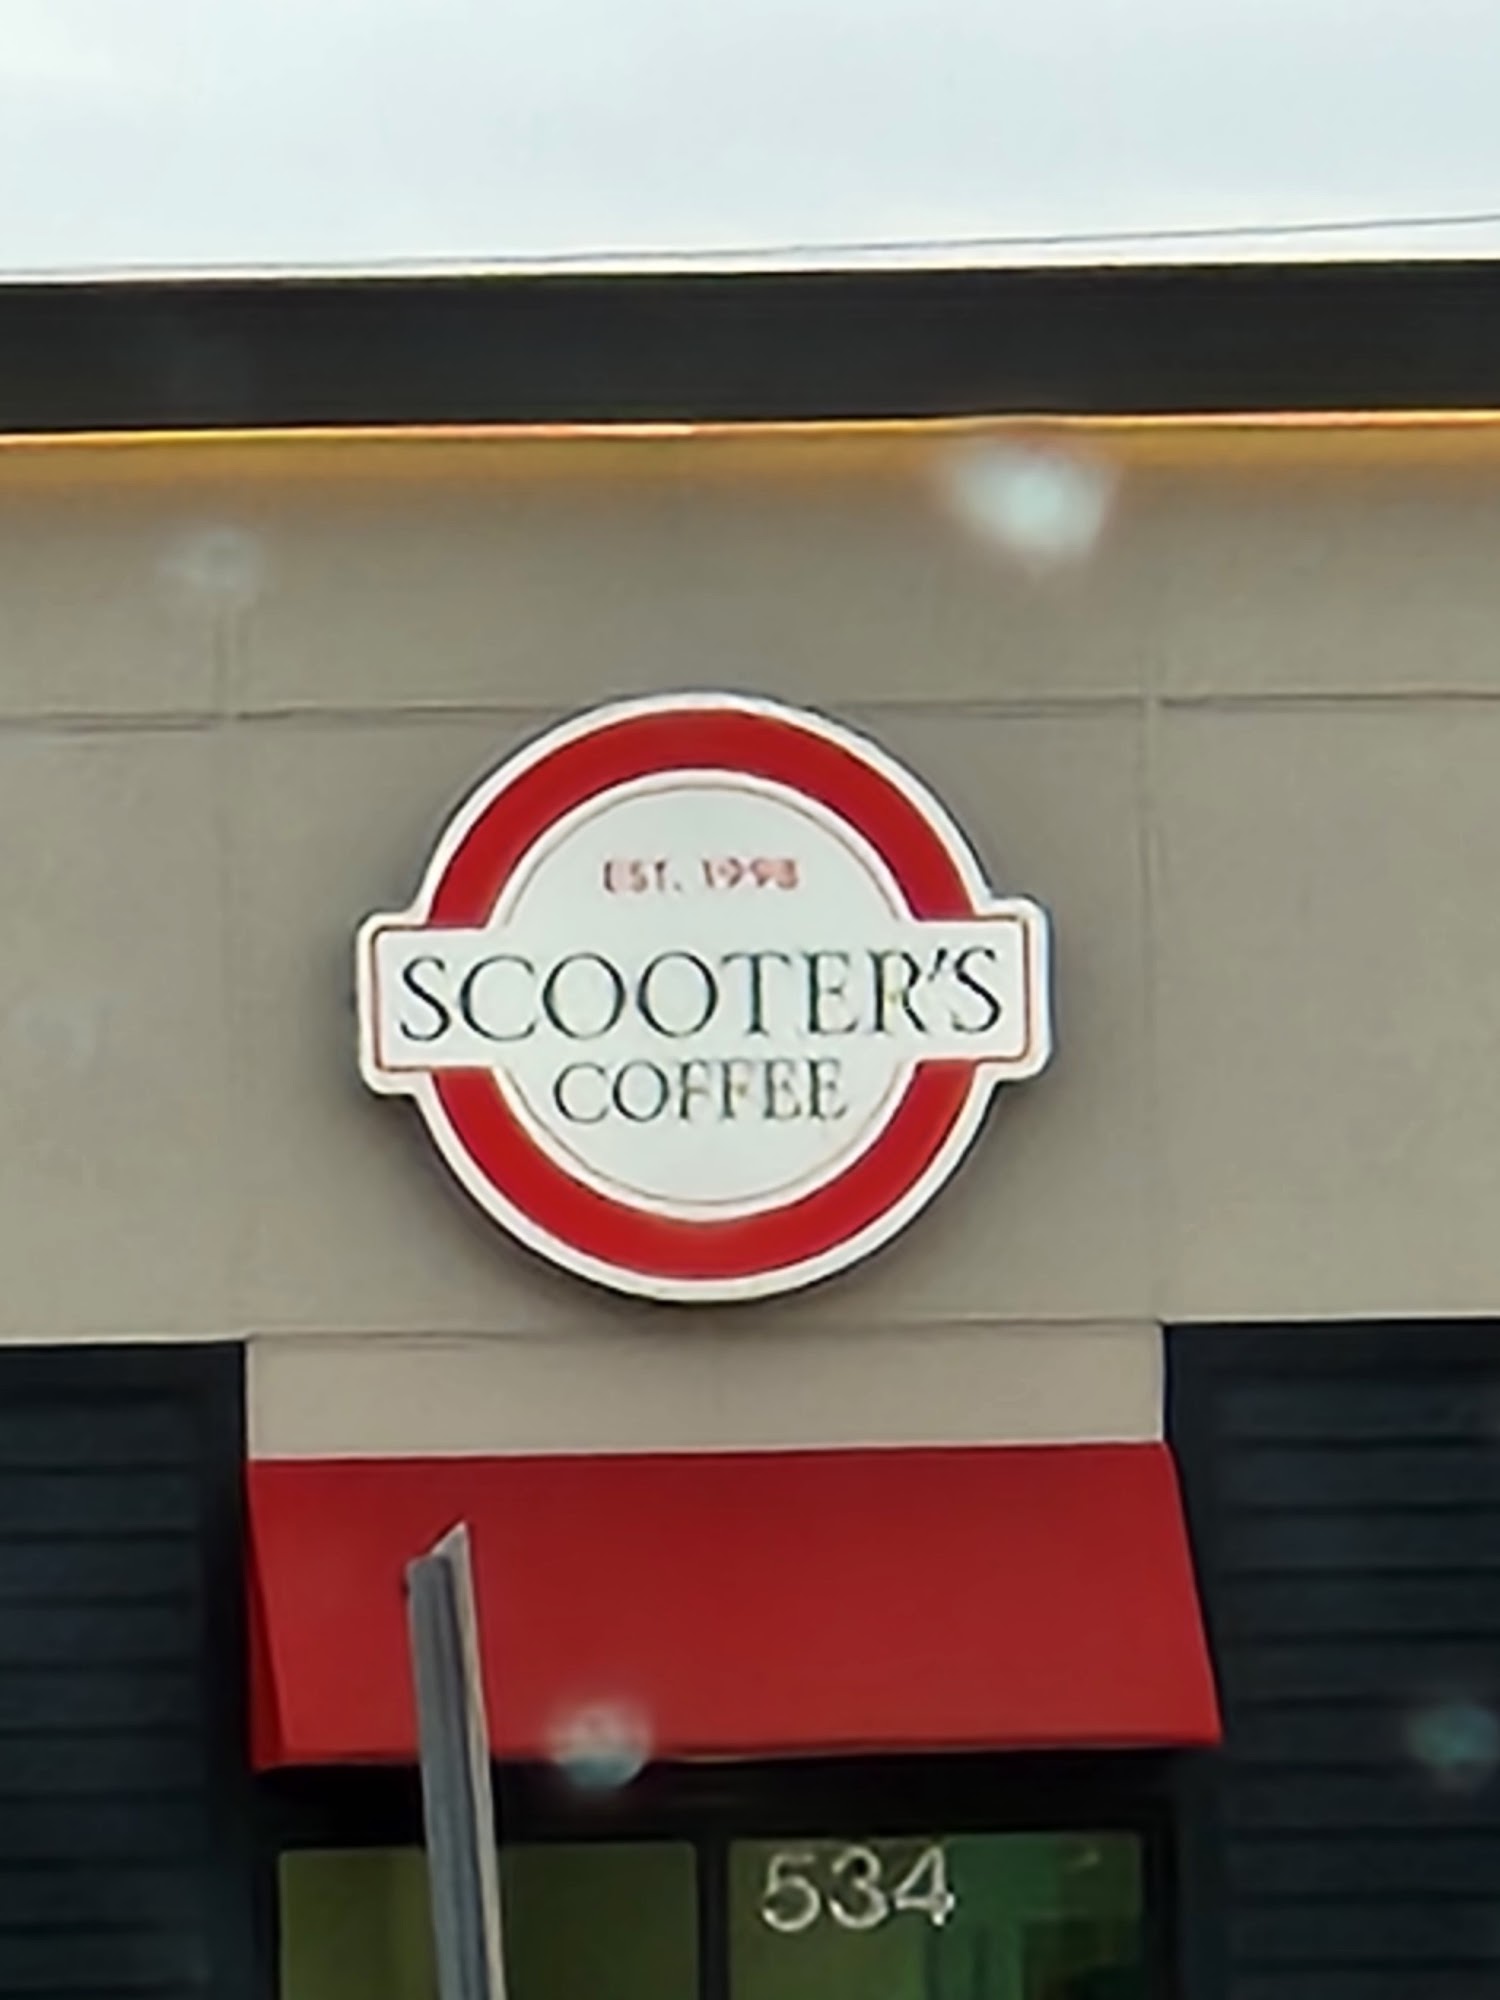 EST. 1998
SCOOTER'S
COFFEE
534